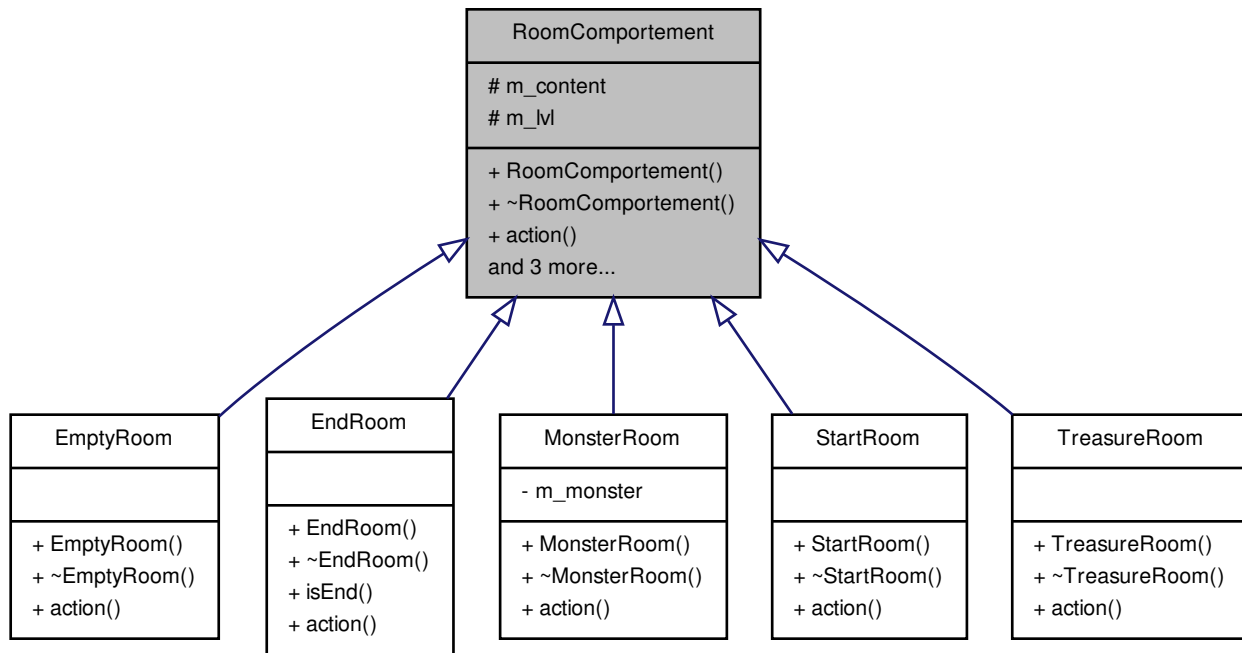 RoomComportement
# m_content
# m_lvl
+ RoomComportement()
+ ~RoomComportement()
+ action()
and 3 more...
EmptyRoom
+ EmptyRoom()
+ ~EmptyRoom()
+ action()
EndRoom
+ EndRoom()
+ ~EndRoom()
+ isEnd()
+ action()
MonsterRoom
- m_monster
+ MonsterRoom()
+ ~MonsterRoom()
+ action()
StartRoom
+ StartRoom()
+ ~StartRoom()
+ action()
TreasureRoom
+ TreasureRoom()
+ ~TreasureRoom()
+ action()